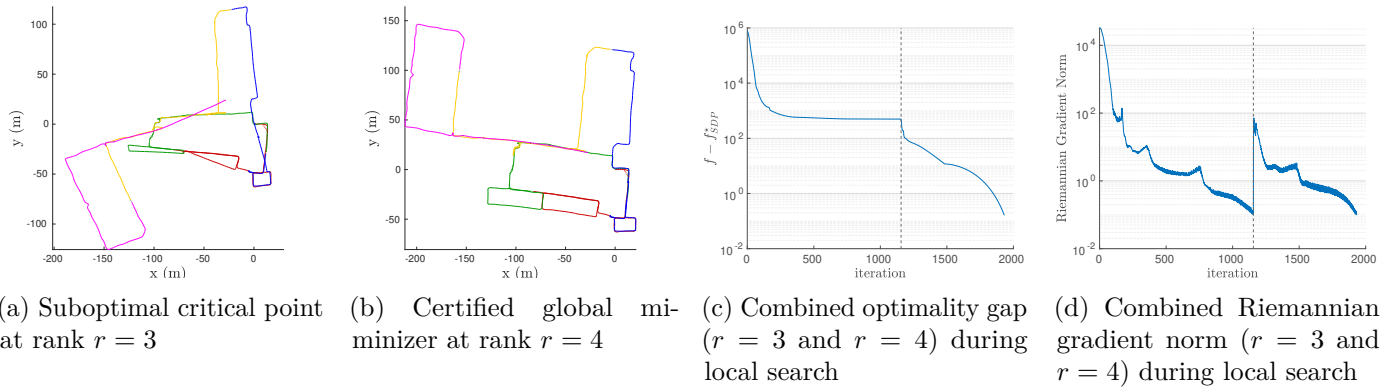 100
50
0
-50
-100
y (m)
-200
-150
-100
-50
0
x (m)
150
100
50
0
-50
y (m)
-200
-150
-100
-50
0
x (m)
10^6
10^4
10^2
10^0
10^-2
f − f*SDP
0
500
1000
1500
2000
iteration
10^4
10^2
10^0
10^-2
Riemannian Gradient Norm
0
500
1000
1500
2000
iteration
(a) Suboptimal critical point
at rank r = 3
(b) Certified global mi-
minizer at rank r = 4
(c) Combined optimality gap
(r = 3 and r = 4) during
local search
(d) Combined Riemannian
gradient norm (r = 3 and
r = 4) during local search